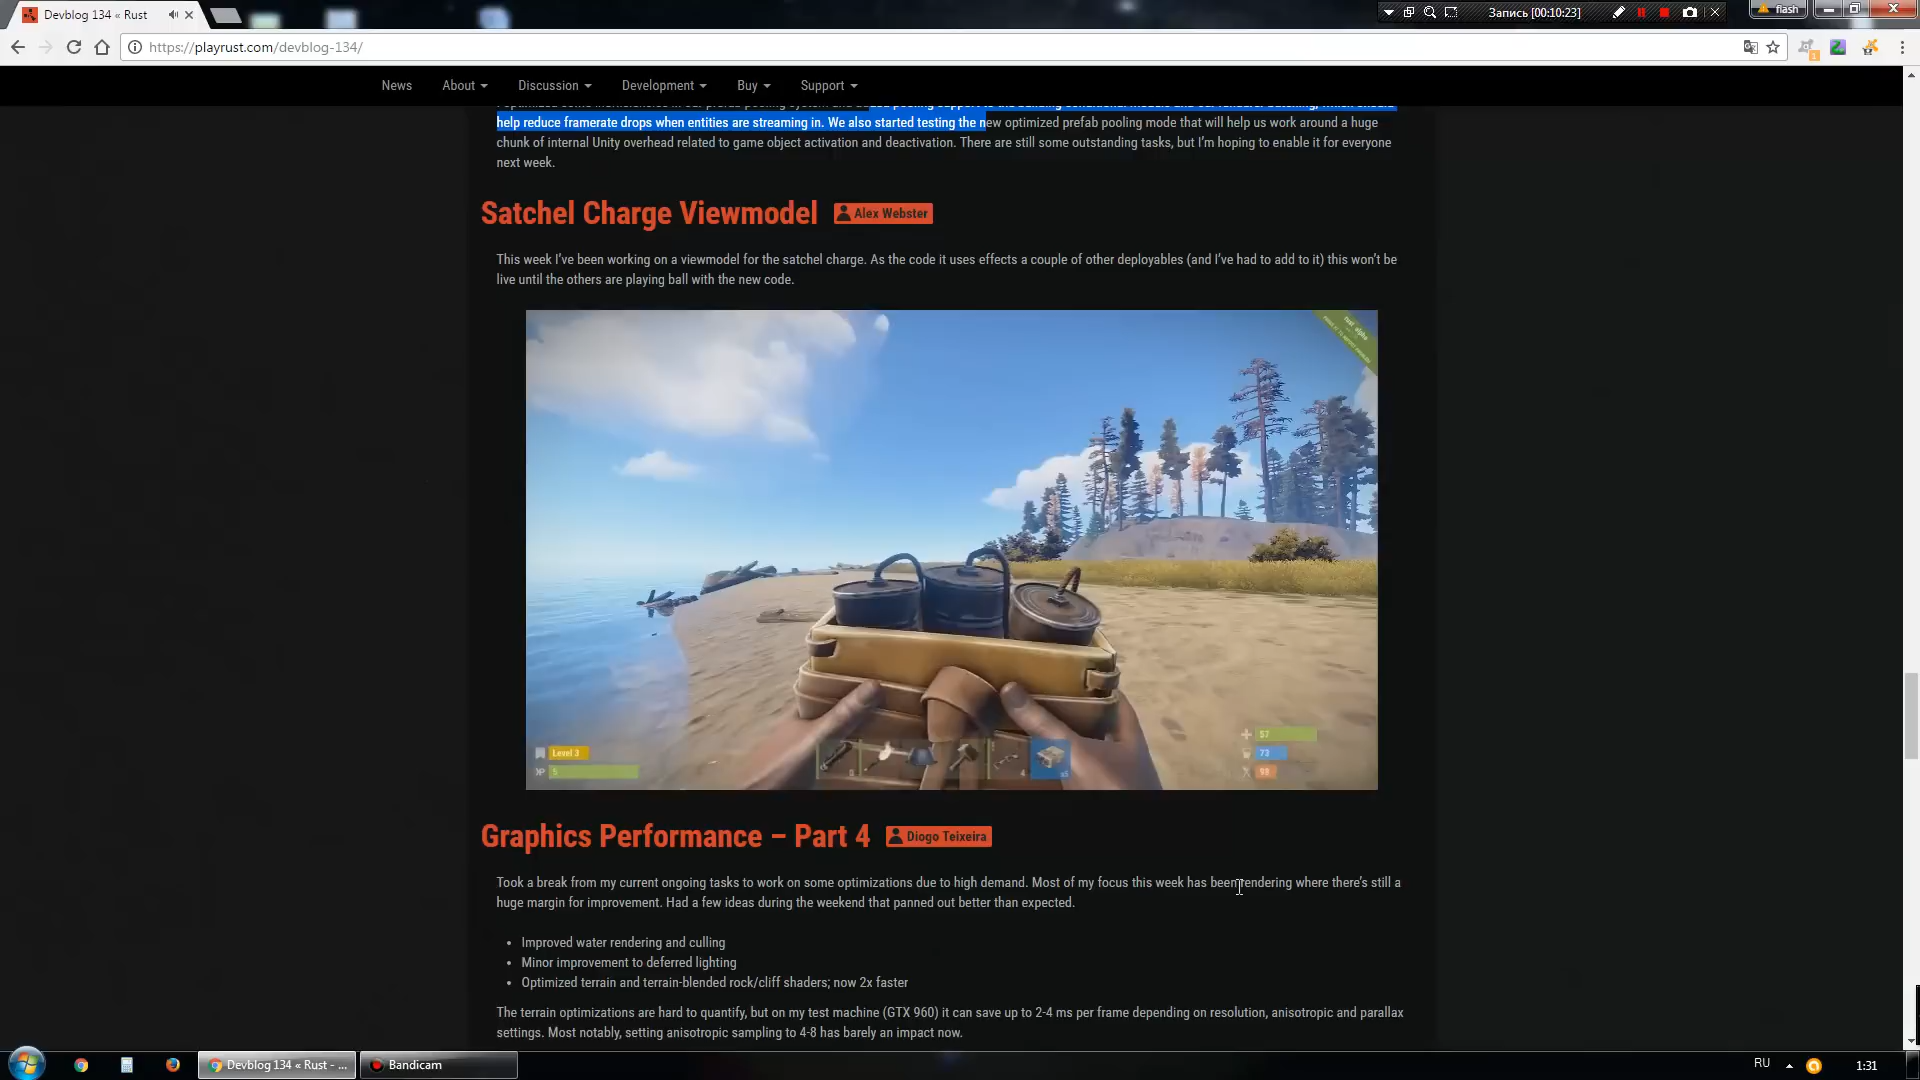 Devblog 134 « Rust
Запись [00:10:23]
flash
https://playrust.com/devblog-134/
News About Discussion Development Buy Support
help reduce framerate drops when entities are streaming in. We also started testing the new optimized prefab pooling mode that will help us work around a huge
chunk of internal Unity overhead related to game object activation and deactivation. There are still some outstanding tasks, but I'm hoping to enable it for everyone
next week.
Satchel Charge Viewmodel Alex Webster
This week I've been working on a viewmodel for the satchel charge. As the code it uses effects a couple of other deployables (and I've had to add to it) this won't be
live until the others are playing ball with the new code.
57
Level 3
73
XP 5
98
0
4
x5
Graphics Performance – Part 4 Diogo Teixeira
Took a break from my current ongoing tasks to work on some optimizations due to high demand. Most of my focus this week has been rendering where there's still a
huge margin for improvement. Had a few ideas during the weekend that panned out better than expected.
• Improved water rendering and culling
• Minor improvement to deferred lighting
• Optimized terrain and terrain-blended rock/cliff shaders; now 2x faster
The terrain optimizations are hard to quantify, but on my test machine (GTX 960) it can save up to 2-4 ms per frame depending on resolution, anisotropic and parallax
settings. Most notably, setting anisotropic sampling to 4-8 has barely an impact now.
Devblog 134 « Rust - ...
Bandicam
RU
1:31